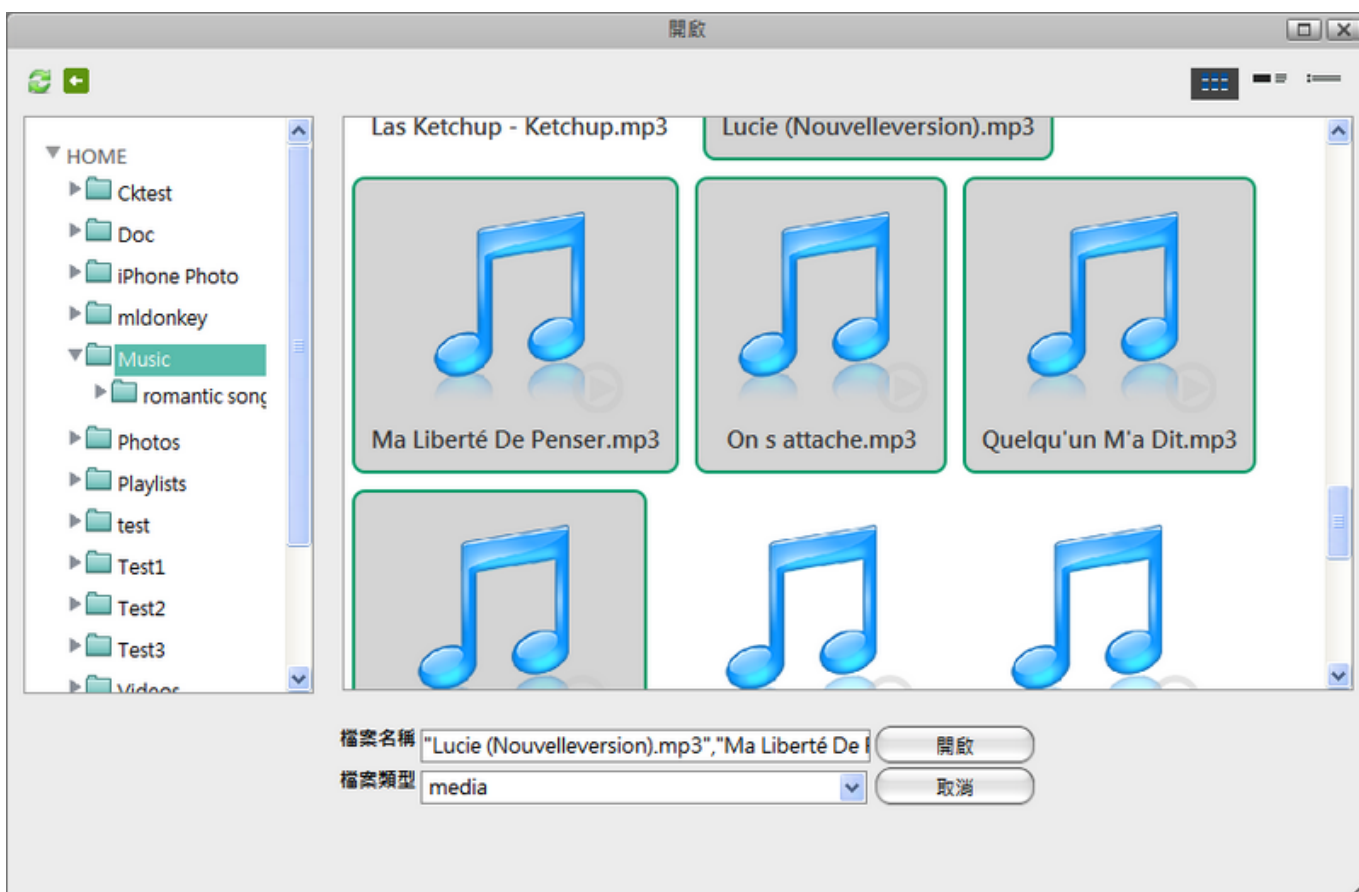 開啟
HOME
Cktest
Doc
iPhone Photo
mldonkey
Music
romantic song
Photos
Playlists
test
Test1
Test2
Test3
Videos
Las Ketchup - Ketchup.mp3
Lucie (Nouvelleversion).mp3
Ma Liberté De Penser.mp3
On s attache.mp3
Quelqu'un M'a Dit.mp3
檔案名稱 "Lucie (Nouvelleversion).mp3","Ma Liberté De
開啟
檔案類型 media
取消